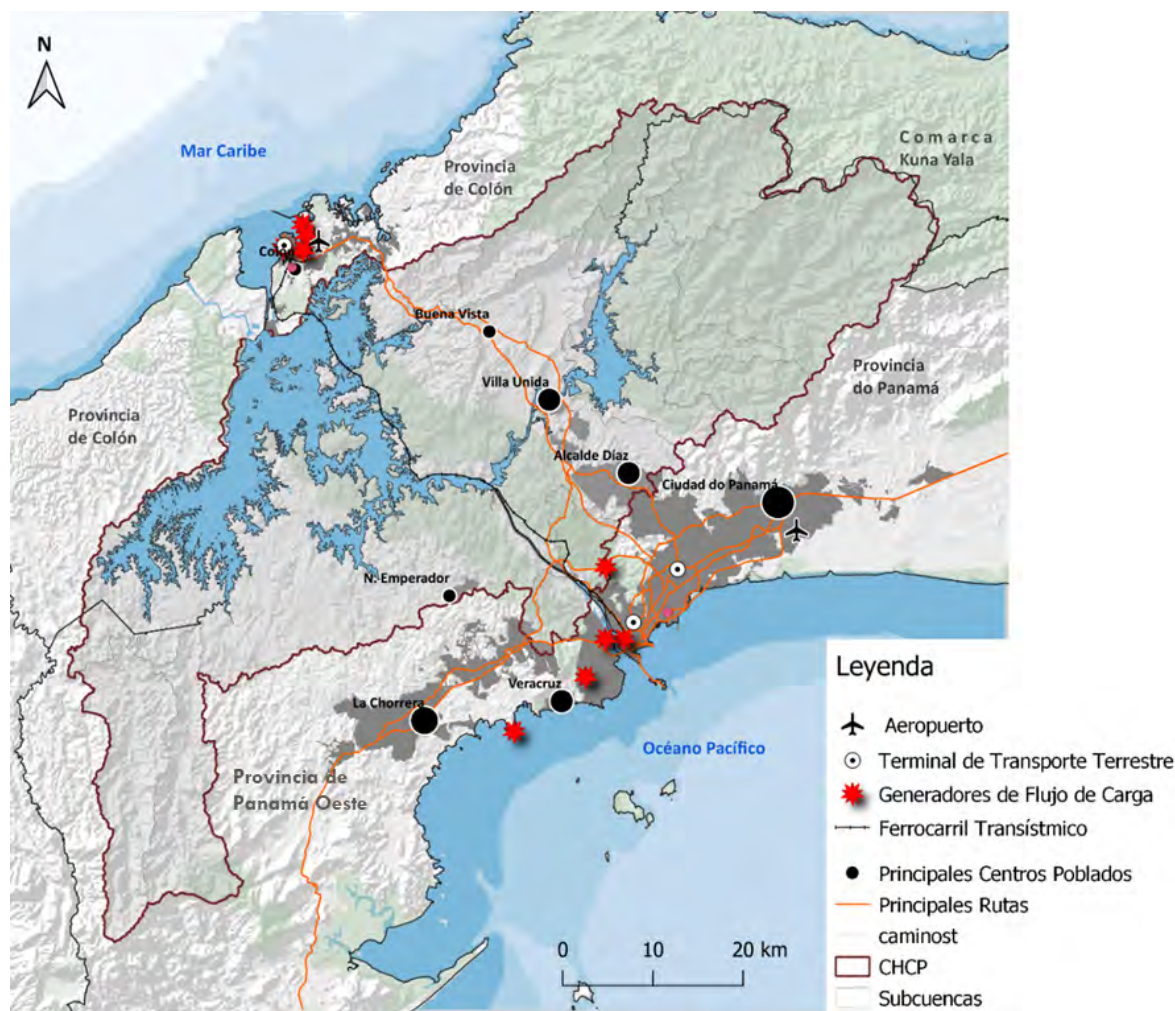 N
Mar Caribe
Provincia
de Colón
Comarca
Kuna Yala
Colón
Buena Vista
Villa Unida
Provincia
do Panamá
Provincia
de Colón
Alcalde Díaz
Ciudad do Panamá
N. Emperador
Veracruz
La Chorrera
Océano Pacífico
Provincia de
Panamá Oeste
0 10 20 km
Leyenda
Aeropuerto
Terminal de Transporte Terrestre
Generadores de Flujo de Carga
Ferrocarril Transístmico
Principales Centros Poblados
Principales Rutas
caminost
CHCP
Subcuencas